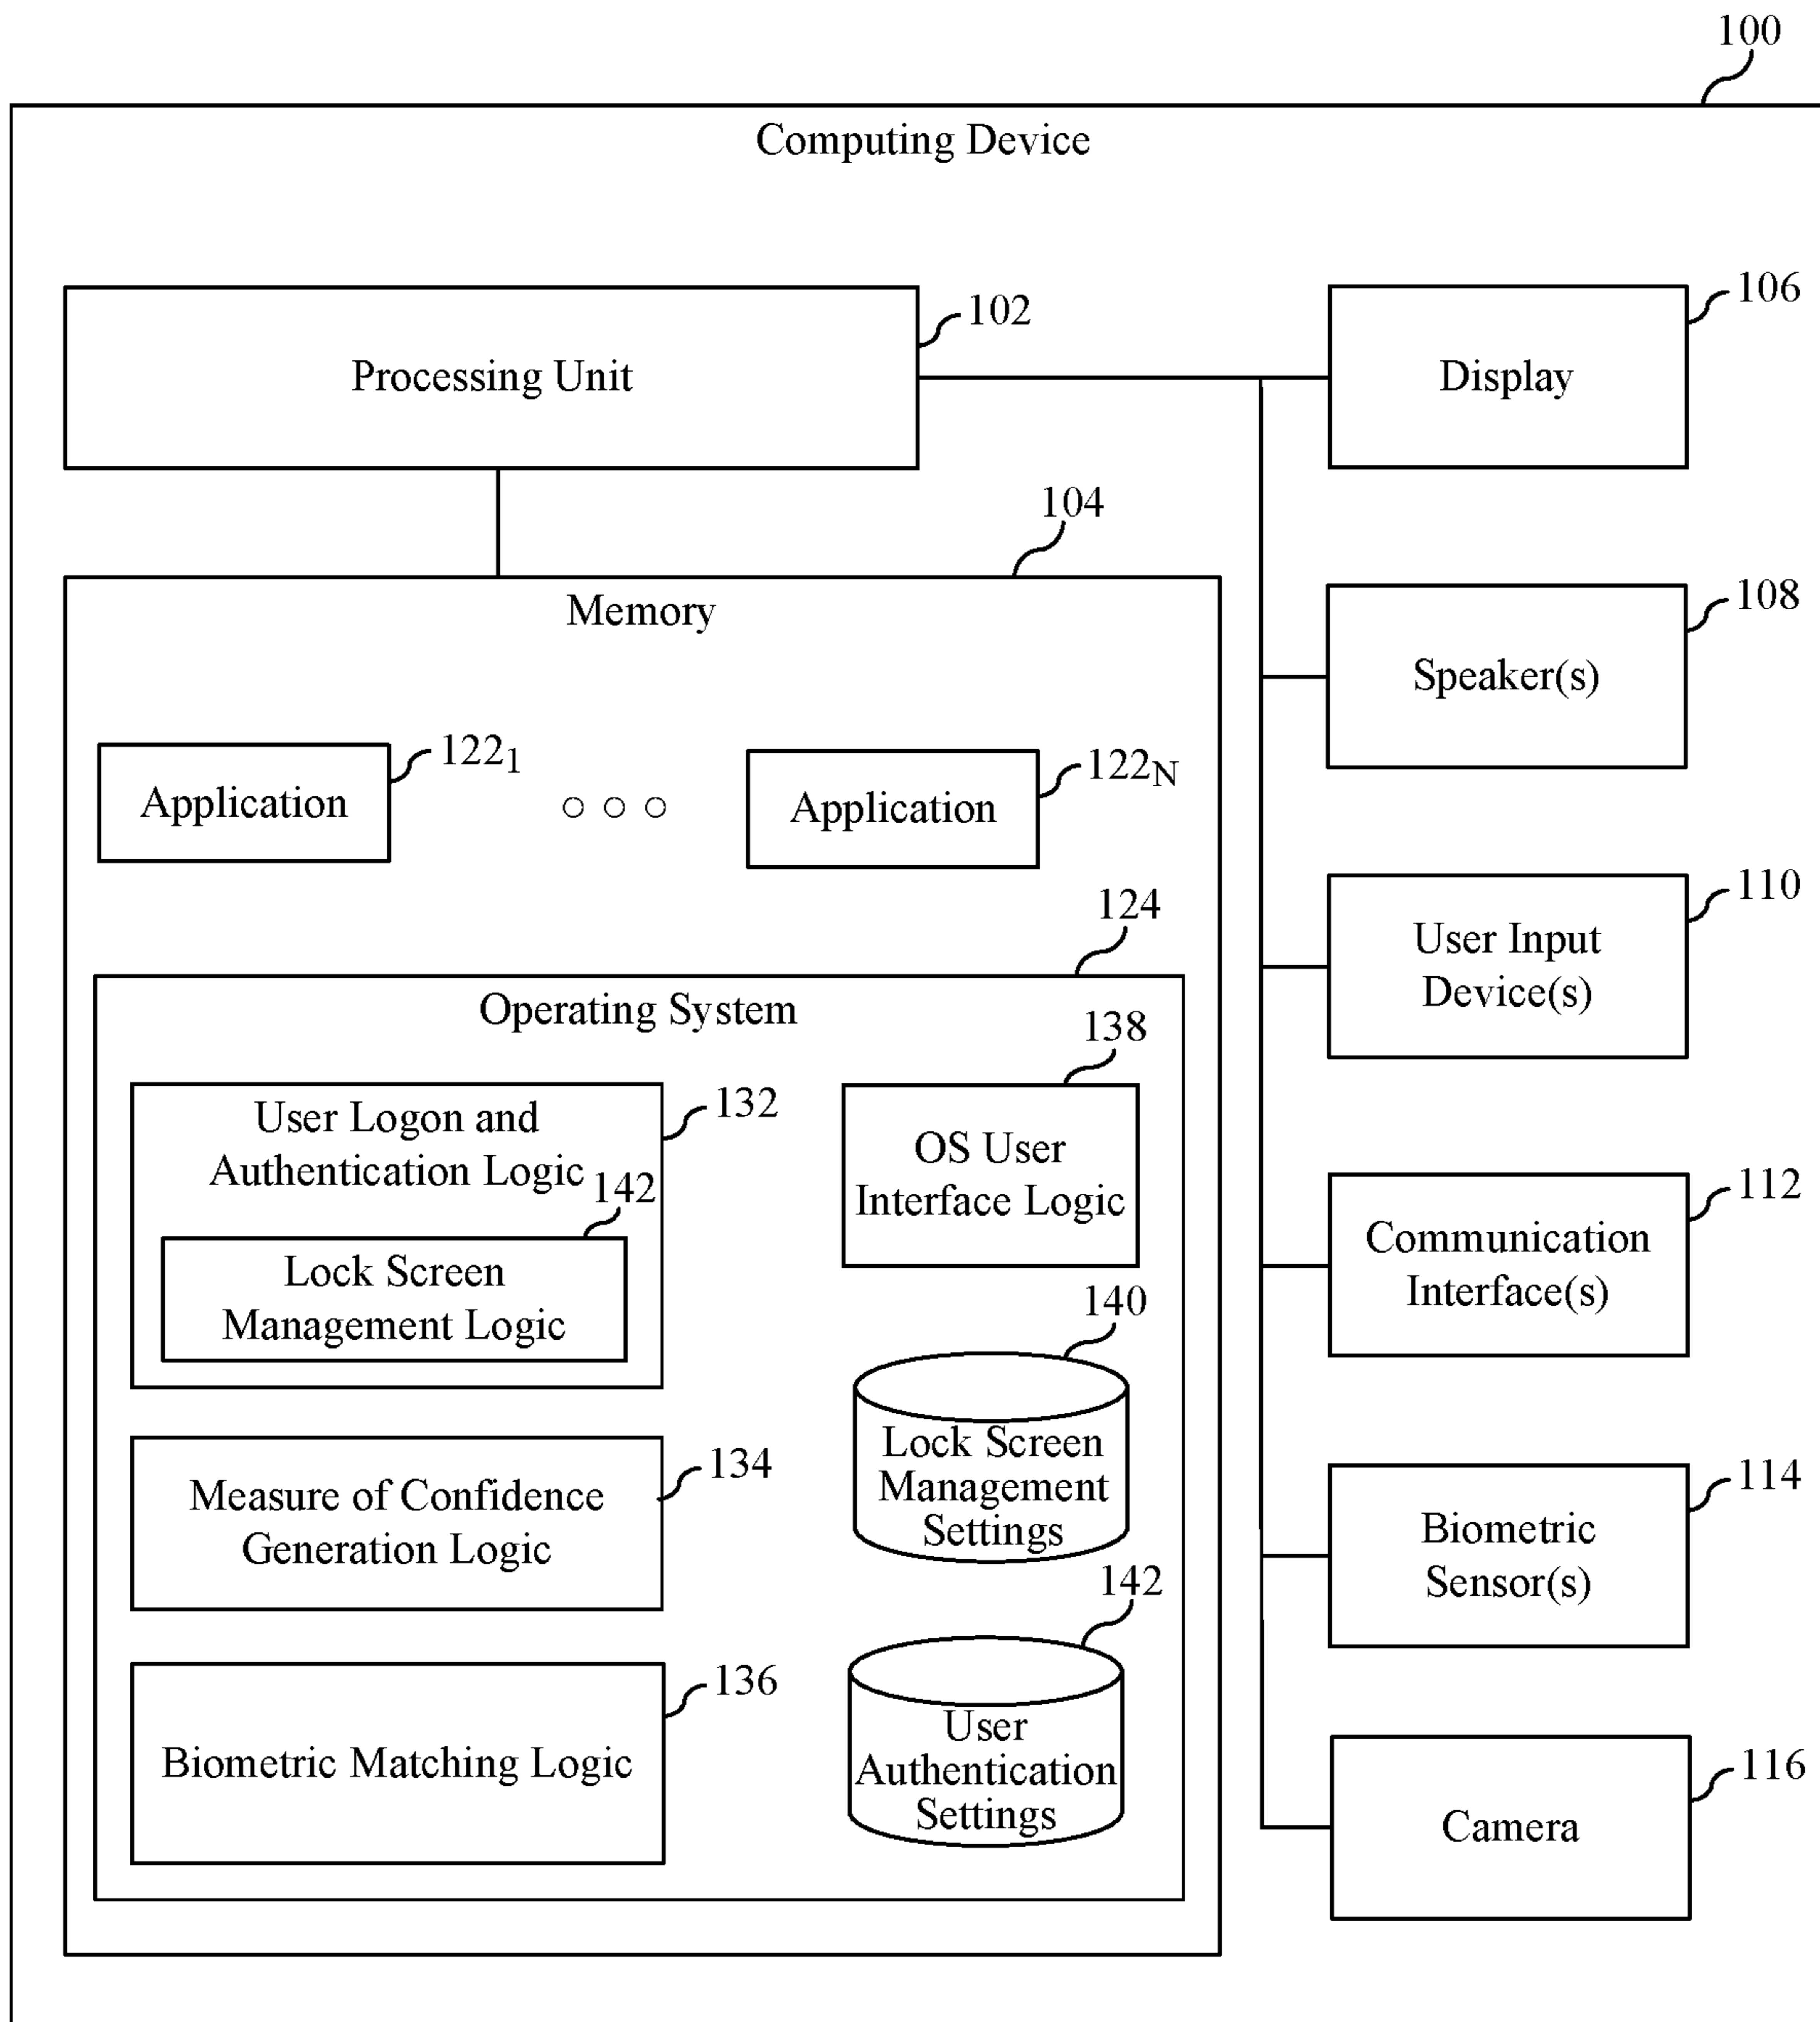 100
Computing Device
Processing Unit
102
Display
106
104
Memory
Speaker(s)
108
Application
122₁
Application
122N
User Input
Device(s)
110
124
Operating System
User Logon and
Authentication Logic
132
142
Lock Screen
Management Logic
138
OS User
Interface Logic
Communication
Interface(s)
112
140
Lock Screen
Management
Settings
Measure of Confidence
Generation Logic
134
Biometric
Sensor(s)
114
Biometric Matching Logic
136
142
User
Authentication
Settings
Camera
116